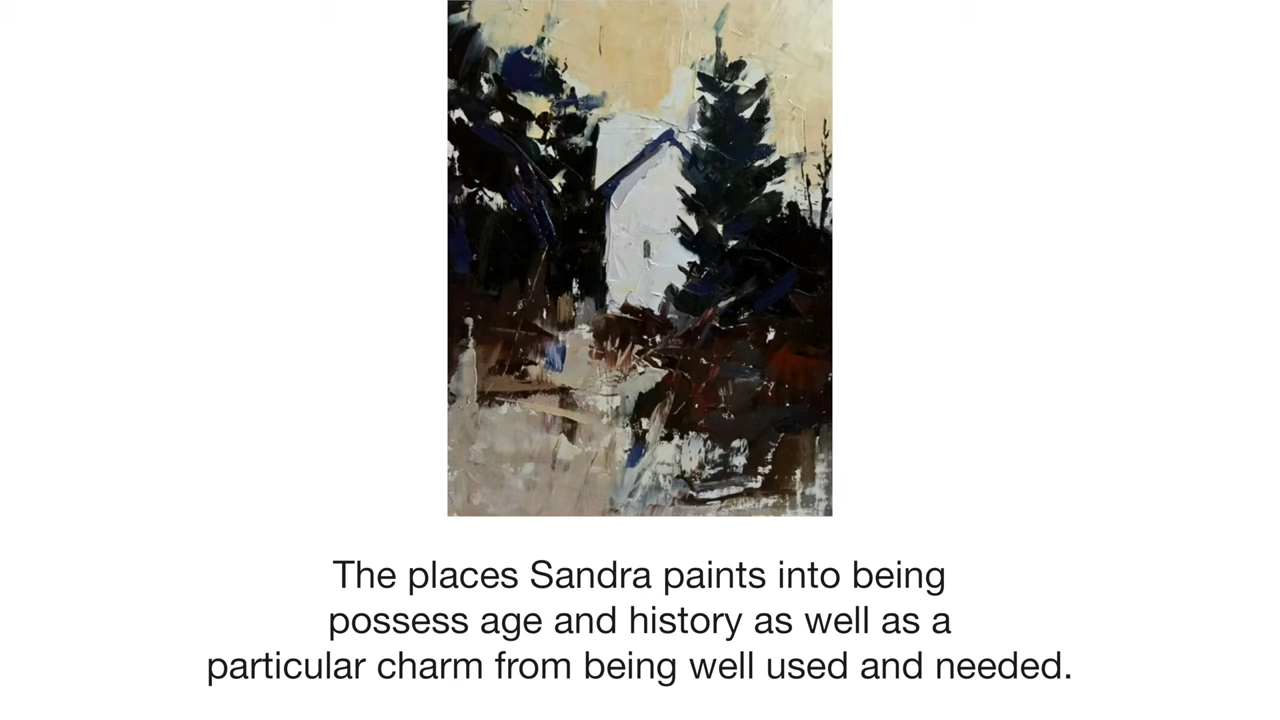 The places Sandra paints into being
possess age and history as well as a
particular charm from being well used and needed.